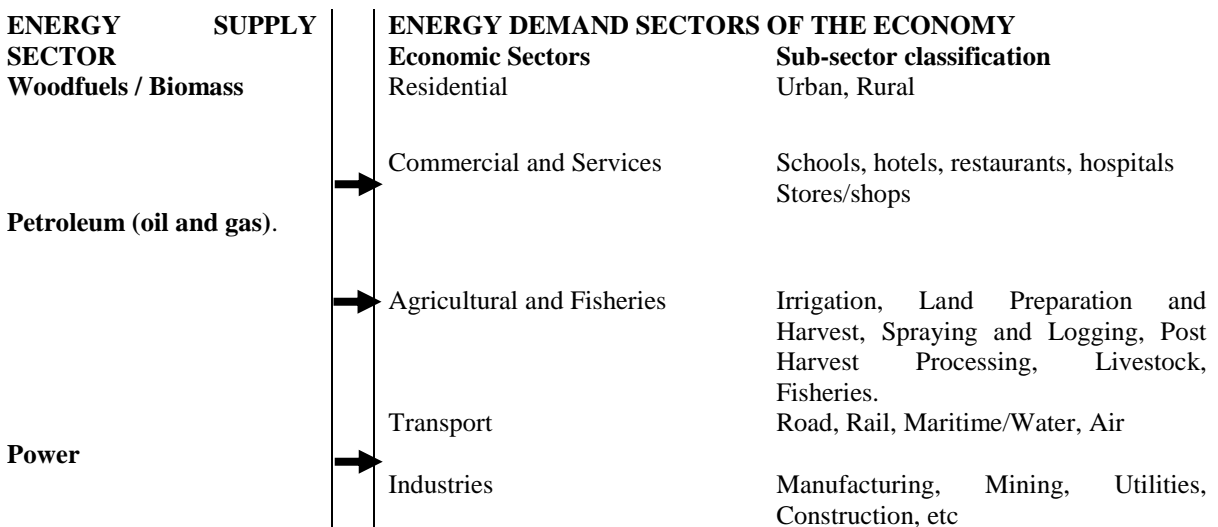 ENERGY SUPPLY SECTOR
ENERGY DEMAND SECTORS OF THE ECONOMY
Economic Sectors Sub-sector classification
Woodfuels / Biomass Residential Urban, Rural
Commercial and Services Schools, hotels, restaurants, hospitals
Stores/shops
Petroleum (oil and gas).
Agricultural and Fisheries Irrigation, Land Preparation and
Harvest, Spraying and Logging, Post
Harvest Processing, Livestock,
Fisheries.
Transport Road, Rail, Maritime/Water, Air
Power
Industries Manufacturing, Mining, Utilities,
Construction, etc